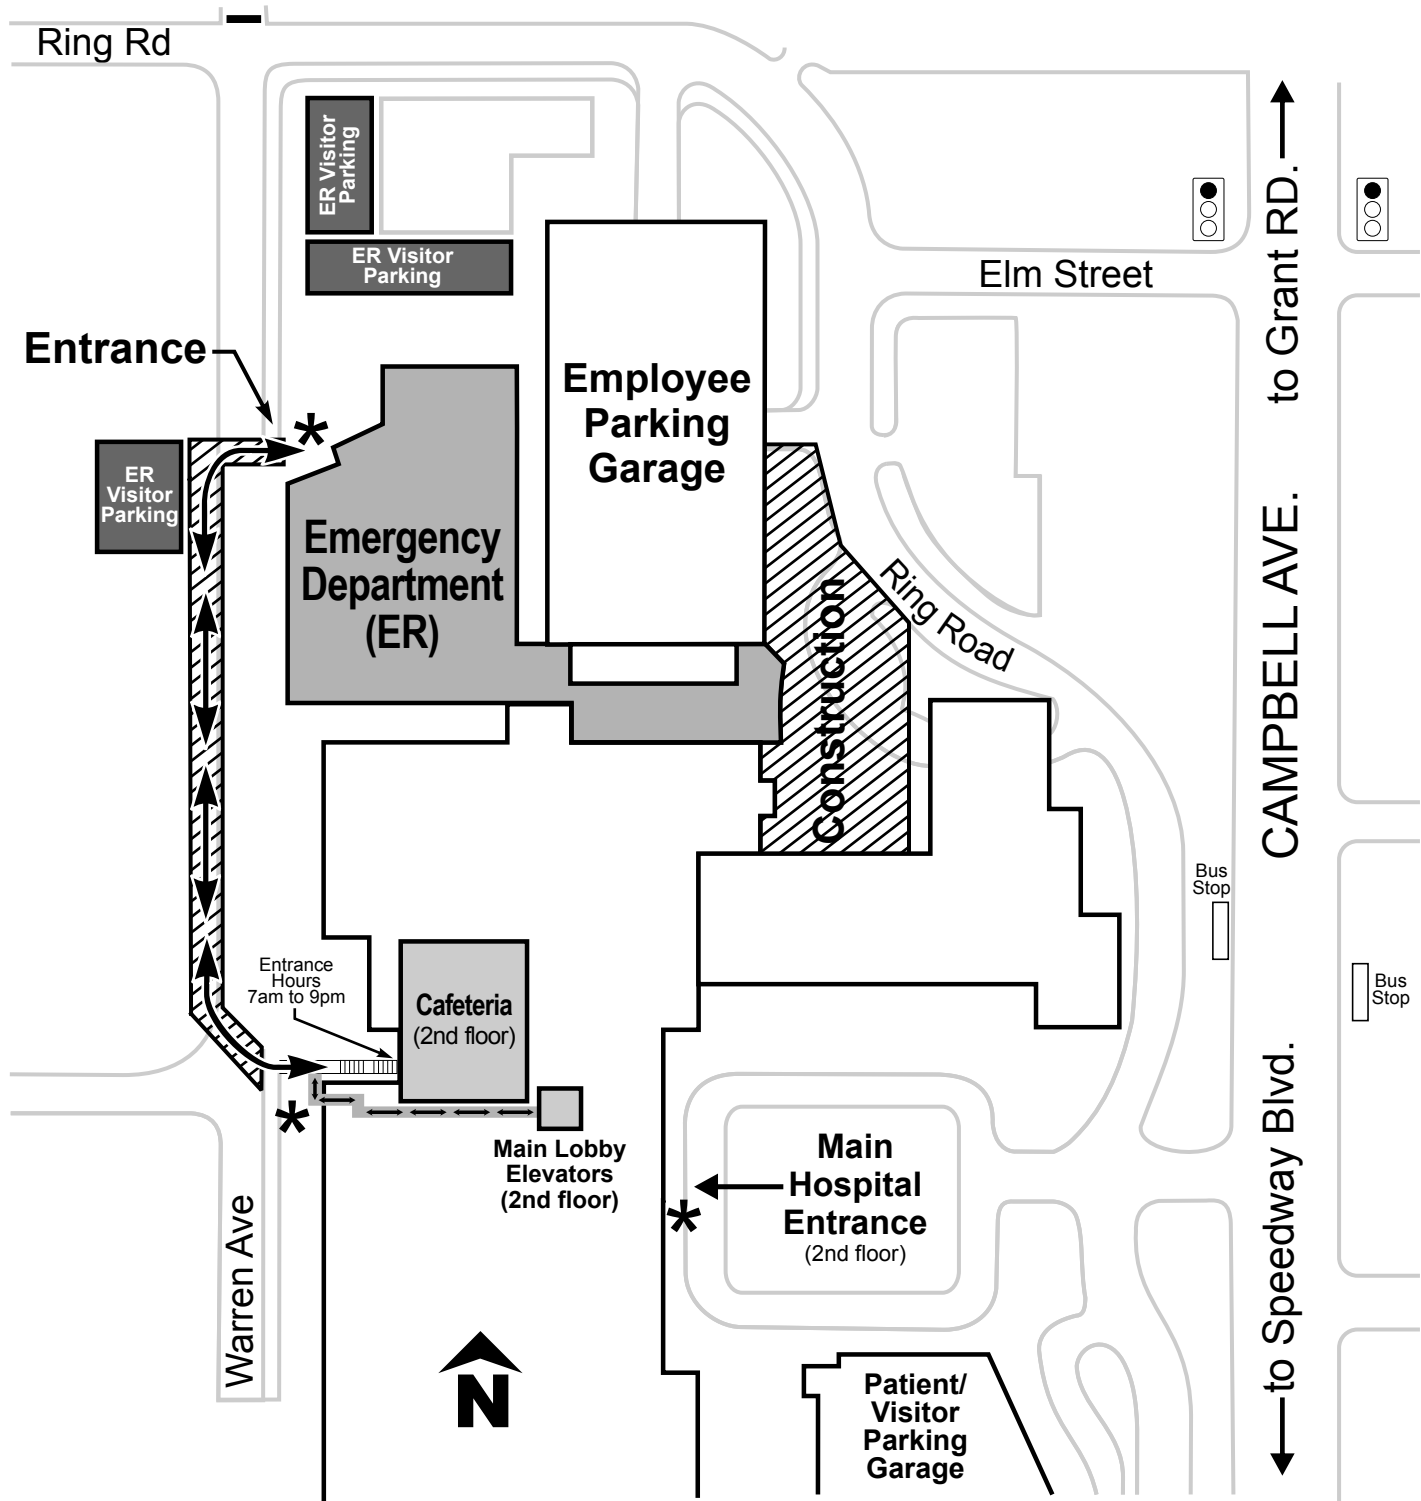 Ring Rd
ER Visitor
Parking
ER Visitor
Parking
Entrance
ER
Visitor
Parking
Emergency
Department
(ER)
Employee
Parking
Garage
Construction
Ring Road
Elm Street
to Grant RD.
CAMPBELL AVE.
to Speedway Blvd.
Bus
Stop
Bus
Stop
Entrance
Hours
7am to 9pm
Cafeteria
(2nd floor)
Main Lobby
Elevators
(2nd floor)
Main
Hospital
Entrance
(2nd floor)
Warren Ave
N
Patient/
Visitor
Parking
Garage